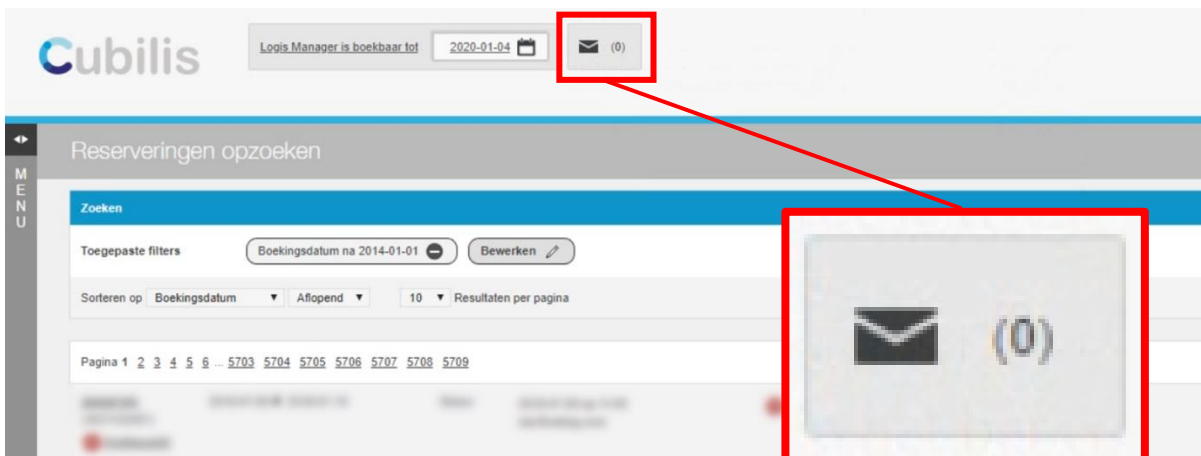 Cubilis
Logis Manager is boekbaar tot 2020-01-04 (0)
MENU
Reserveringen opzoeken
Zoeken
Toegepaste filters Boekingsdatum na 2014-01-01 Bewerken
Sorteren op Boekingsdatum Aflopend 10 Resultaten per pagina
(0)
Pagina 1 2 3 4 5 6 ... 5703 5704 5705 5706 5707 5708 5709